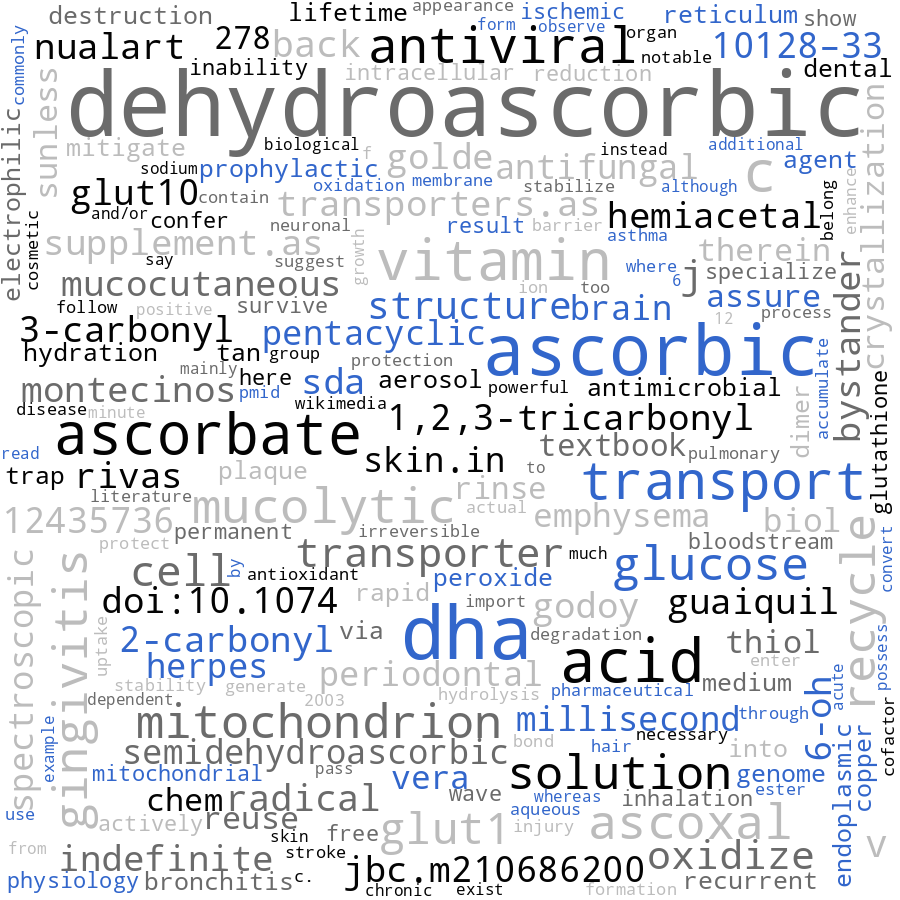 destruction
lifetime
appearance
ischemic
reticulum
show
form
observe
organ
nualart
278
back
antiviral
notable
10128–33
inability
intracellular
reduction
dental
commonly
dehydroascorbic
sunless
electrophilic
crystallization
mitigate
biological
f
golde
instead
additional
sodium
prophylactic
antifungal
c
agent
glut10
contain
oxidation
membrane
stabilize
although
belong
enhance
and/or
confer
transporters.as
hemiacetal
cosmetic
neuronal
result
barrier
asthma
supplement.as
growth
say
suggest
vitamin
where
6
j
therein
specialize
mucocutaneous
ion
too
assure
bystander
follow
positive
survive
structure
brain
12
process
3-carbonyl
pentacyclic
ascorbic
accumulate
hydration
tan
group
protection
mainly
here
sda
aerosol
powerful
antimicrobial
montecinos
pmid
dimer
glutathione
disease
minute
wikimedia
1,2,3-tricarbonyl
ascorbate
textbook
pulmonary
read
skin.in
to
trap
rivas
plaque
transport
literature
mucolytic
rinse
actual
12435736
permanent
irreversible
emphysema
biol
recycle
protect
transporter
much
bloodstream
spectroscopic
gingivitis
cell
by
antioxidant
peroxide
glucose
convert
doi:10.1074
rapid
import
godoy
guaiquil
uptake
2-carbonyl
via
dha
degradation
thiol
possess
herpes
periodontal
acid
enter
stability
generate
hydrolysis
pharmaceutical
medium
6-oh
acute
dependent
2003
mitochondrion
millisecond
through
cofactor
example
semidehydroascorbic
bond
hair
necessary
into
endoplasmic
copper
mitochondrial
pass
vera
solution
genome
ester
use
chem
radical
wave
whereas
inhalation
aqueous
actively
reuse
skin
free
glut1
injury
ascoxal
v
from
indefinite
stroke
jbc.m210686200
oxidize
physiology
bronchitis
c.
chronic
exist
formation
recurrent